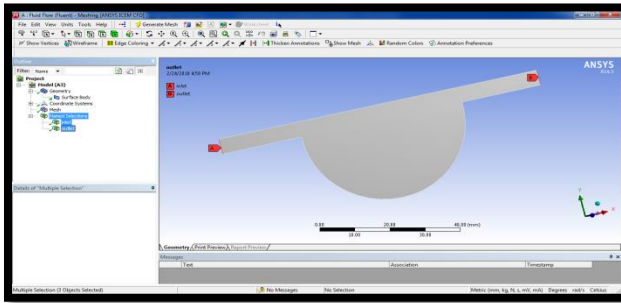 A : Fluid Flow (Fluent) - Meshing [ANSYS ICEM CFD]
File Edit View Units Tools Help Generate Mesh
Show Vertices Wireframe Edge Coloring Thicken Annotations Show Mesh Random Colors Annotation Preferences
Outline
Filter: Name
Project
Model (A3)
Geometry
Surface Body
Coordinate Systems
Mesh
Named Selections
inlet
outlet
Details of "Multiple Selection"
outlet
2/24/2016 4:59 PM
A inlet
B outlet
ANSYS
A
B
Y
X
0.00 20.00 40.00 (mm)
10.00 30.00
Geometry Print Preview Report Preview
Messages
Text Association Timestamp
Multiple Selection (3 Objects Selected) No Messages No Selection Metric (mm, kg, N, s, mV, mA) Degrees rad/s Celsius